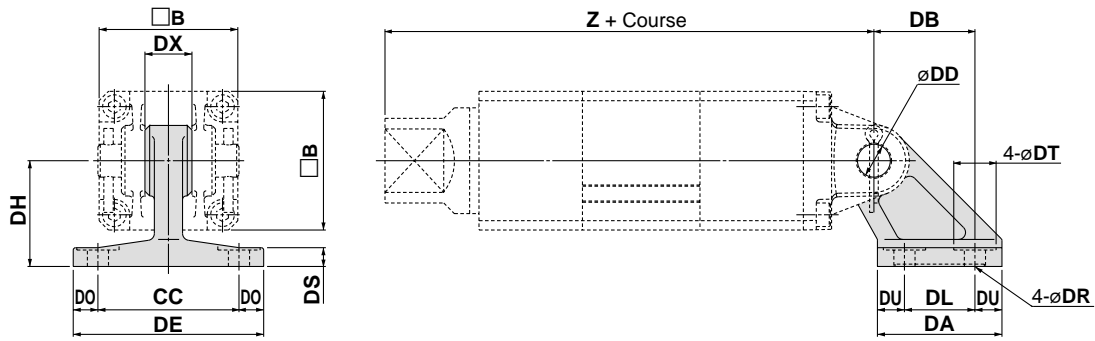 □B
DX
□B
DH
DS
DO
CC
DO
DE
Z + Course
DB
øDD
4-øDT
4-øDR
DU
DL
DU
DA